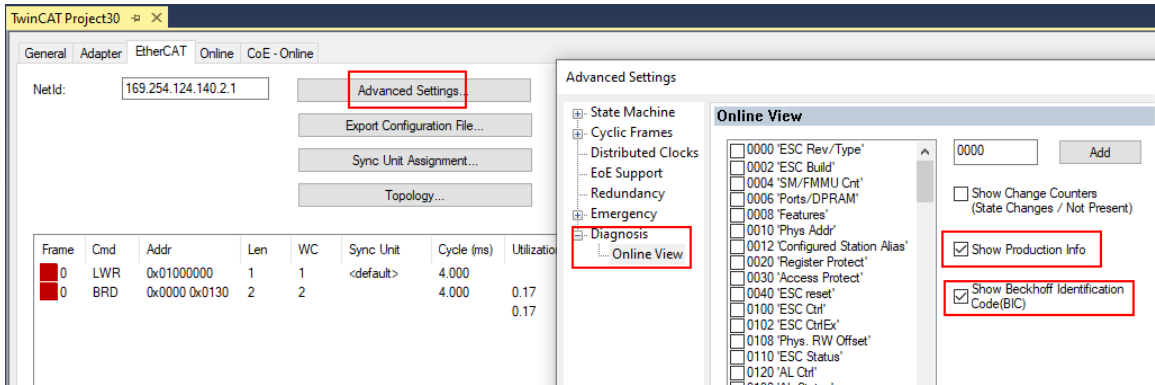 TwinCAT Project30
General Adapter EtherCAT Online CoE - Online
NetId:
169.254.124.140.2.1
Advanced Settings...
Export Configuration File...
Sync Unit Assignment...
Topology...
Frame Cmd Addr Len WC Sync Unit Cycle (ms) Utilizatio
0 LWR 0x01000000 1 1 <default> 4.000
0 BRD 0x0000 0x0130 2 2 4.000 0.17
0.17
Advanced Settings
State Machine
Cyclic Frames
Distributed Clocks
EoE Support
Redundancy
Emergency
Diagnosis
Online View
Online View
0000 'ESC Rev/Type'
0002 'ESC Build'
0004 'SM/FMMU Cnt'
0006 'Ports/DPRAM'
0008 'Features'
0010 'Phys Addr'
0012 'Configured Station Alias'
0020 'Register Protect'
0030 'Access Protect'
0040 'ESC reset'
0100 'ESC Ctrl'
0102 'ESC CtrlEx'
0108 'Phys. RW Offset'
0110 'ESC Status'
0120 'AL Ctrl'
0000
Add
Show Change Counters
(State Changes / Not Present)
Show Production Info
Show Beckhoff Identification
Code(BIC)